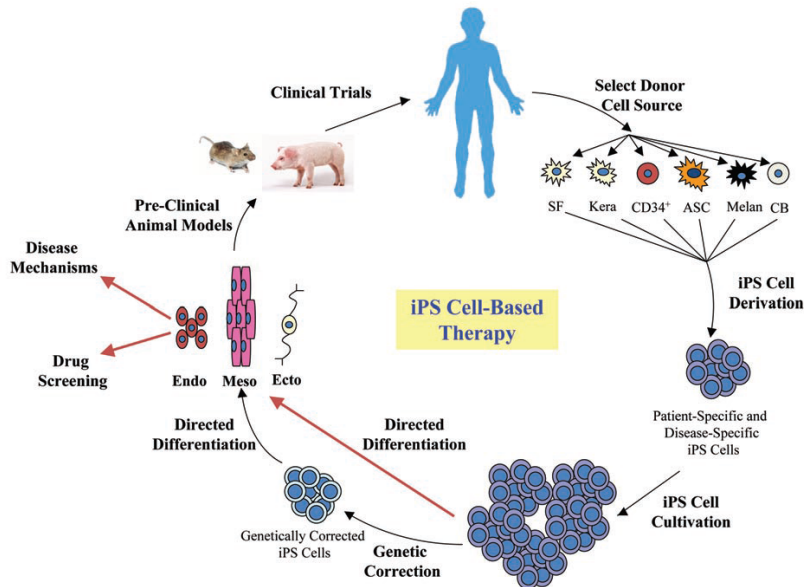 Clinical Trials
Select Donor
Cell Source
SF Kera CD34⁺ ASC Melan CB
iPS Cell
Derivation
Patient-Specific and
Disease-Specific
iPS Cells
iPS Cell
Cultivation
Genetic
Correction
Genetically Corrected
iPS Cells
Directed
Differentiation
Directed
Differentiation
Endo Meso Ecto
Disease
Mechanisms
Drug
Screening
Pre-Clinical
Animal Models
iPS Cell-Based
Therapy